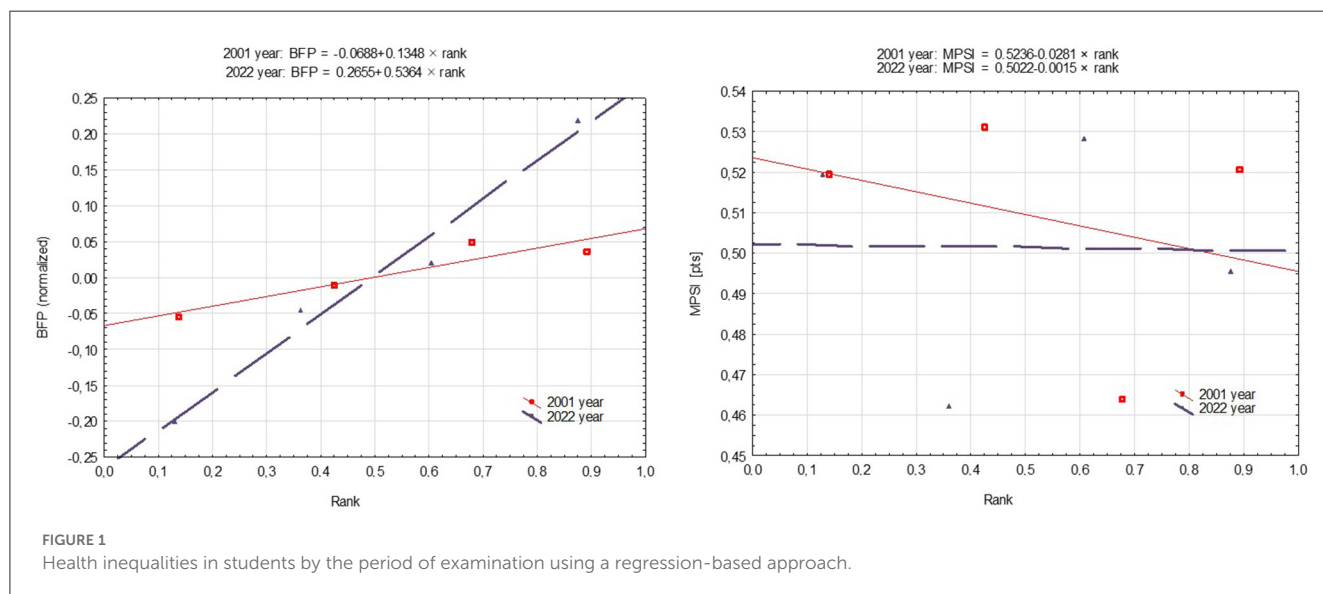 2001 year: BFP = -0.0688+0.1348 × rank
2022 year: BFP = 0.2655+0.5364 × rank
0.25
0.20
0.15
0.10
0.05
0.00
-0,05
-0,10
-0,15
-0.20
-0.25
BFP (normalized)
0.0 0,1 0,2 0,3 0.4 0.5 0.6 0.7 0.8 0.9 1.0
Rank
2001 year
2022 year
2001 year: MPSI = 0.5236-0.0281 × rank
2022 year: MPSI = 0.5022-0.0015 × rank
0.54
0.53
0.52
0.51
0.50
0.49
0.48
0.47
0.46
0.45
MPSI [pts]
0.0 0,1 0,2 0,3 0.4 0.5 0.6 0.7 0.8 0.9 1.0
Rank
2001 year
2022 year
FIGURE 1
Health inequalities in students by the period of examination using a regression-based approach.